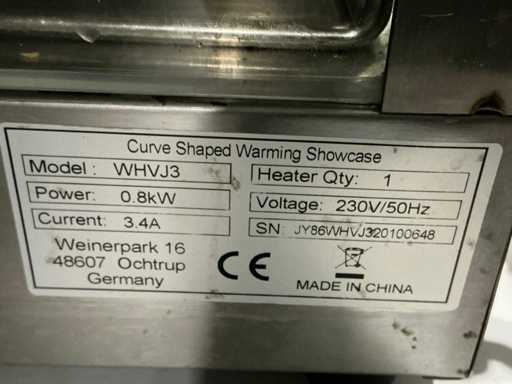 Curve Shaped Warming Showcase
Model : WHVJ3
Heater Qty: 1
Power: 0.8kW
Voltage: 230V/50Hz
Current: 3.4A
SN: JY86WHVJ320100648
Weinerpark 16
48607 Ochtrup
Germany
CE
MADE IN CHINA